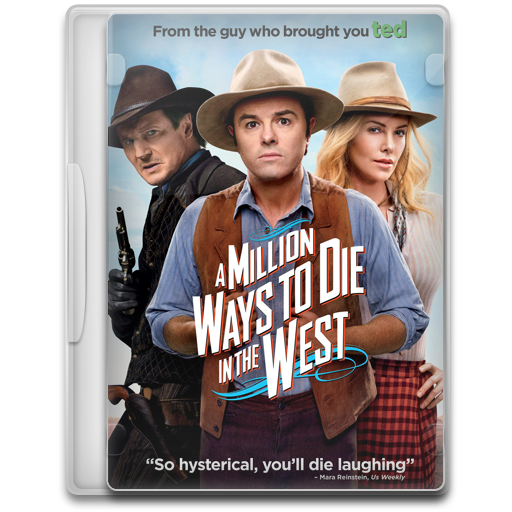 From the guy who brought you ted
A MILLION
WAYS TO DIE
IN THE WEST
“So hysterical, you’ll die laughing”
– Mara Reinstein, Us Weekly